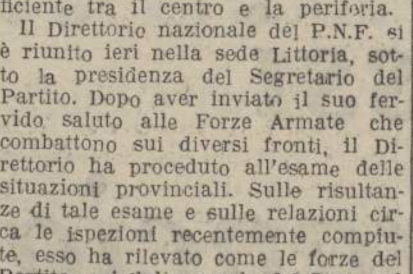 ficiente tra il centro e la periferia.
Il Direttorio nazionale del P.N.F. si
è riunito ieri nella sede Littoria, sot-
to la presidenza del Segretario del
Partito. Dopo aver inviato il suo fer-
vido saluto alle Forze Armate che
combattono sui diversi fronti, il Di-
rettorio ha proceduto all'esame delle
situazioni provinciali. Sulle risultan-
ze di tale esame e sulle relazioni cir-
ca le ispezioni recentemente compiu-
te, esso ha rilevato come le forze del